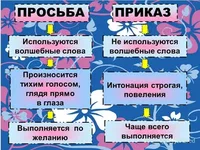 ПРОСЬБА
ПРИКАЗ
Используются
волшебные слова
Не используются
волшебные слова
Произносится
тихим голосом,
глядя прямо
в глаза
Интонация строгая,
повеления
Выполняется по
желанию
Чаще всего
выполняется